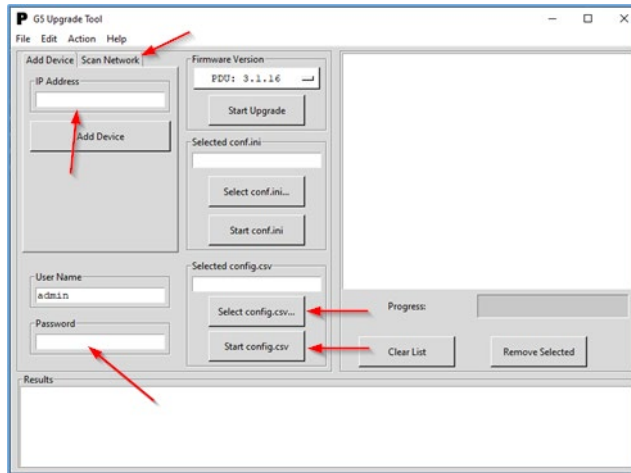 P G5 Upgrade Tool
File Edit Action Help
Add Device Scan Network
IP Address
Add Device
User Name
admin
Password
Firmware Version
PDU: 3.1.16
Start Upgrade
Selected conf.ini
Select conf.ini...
Start conf.ini
Selected config.csv
Select config.csv...
Start config.csv
Progress:
Clear List Remove Selected
Results